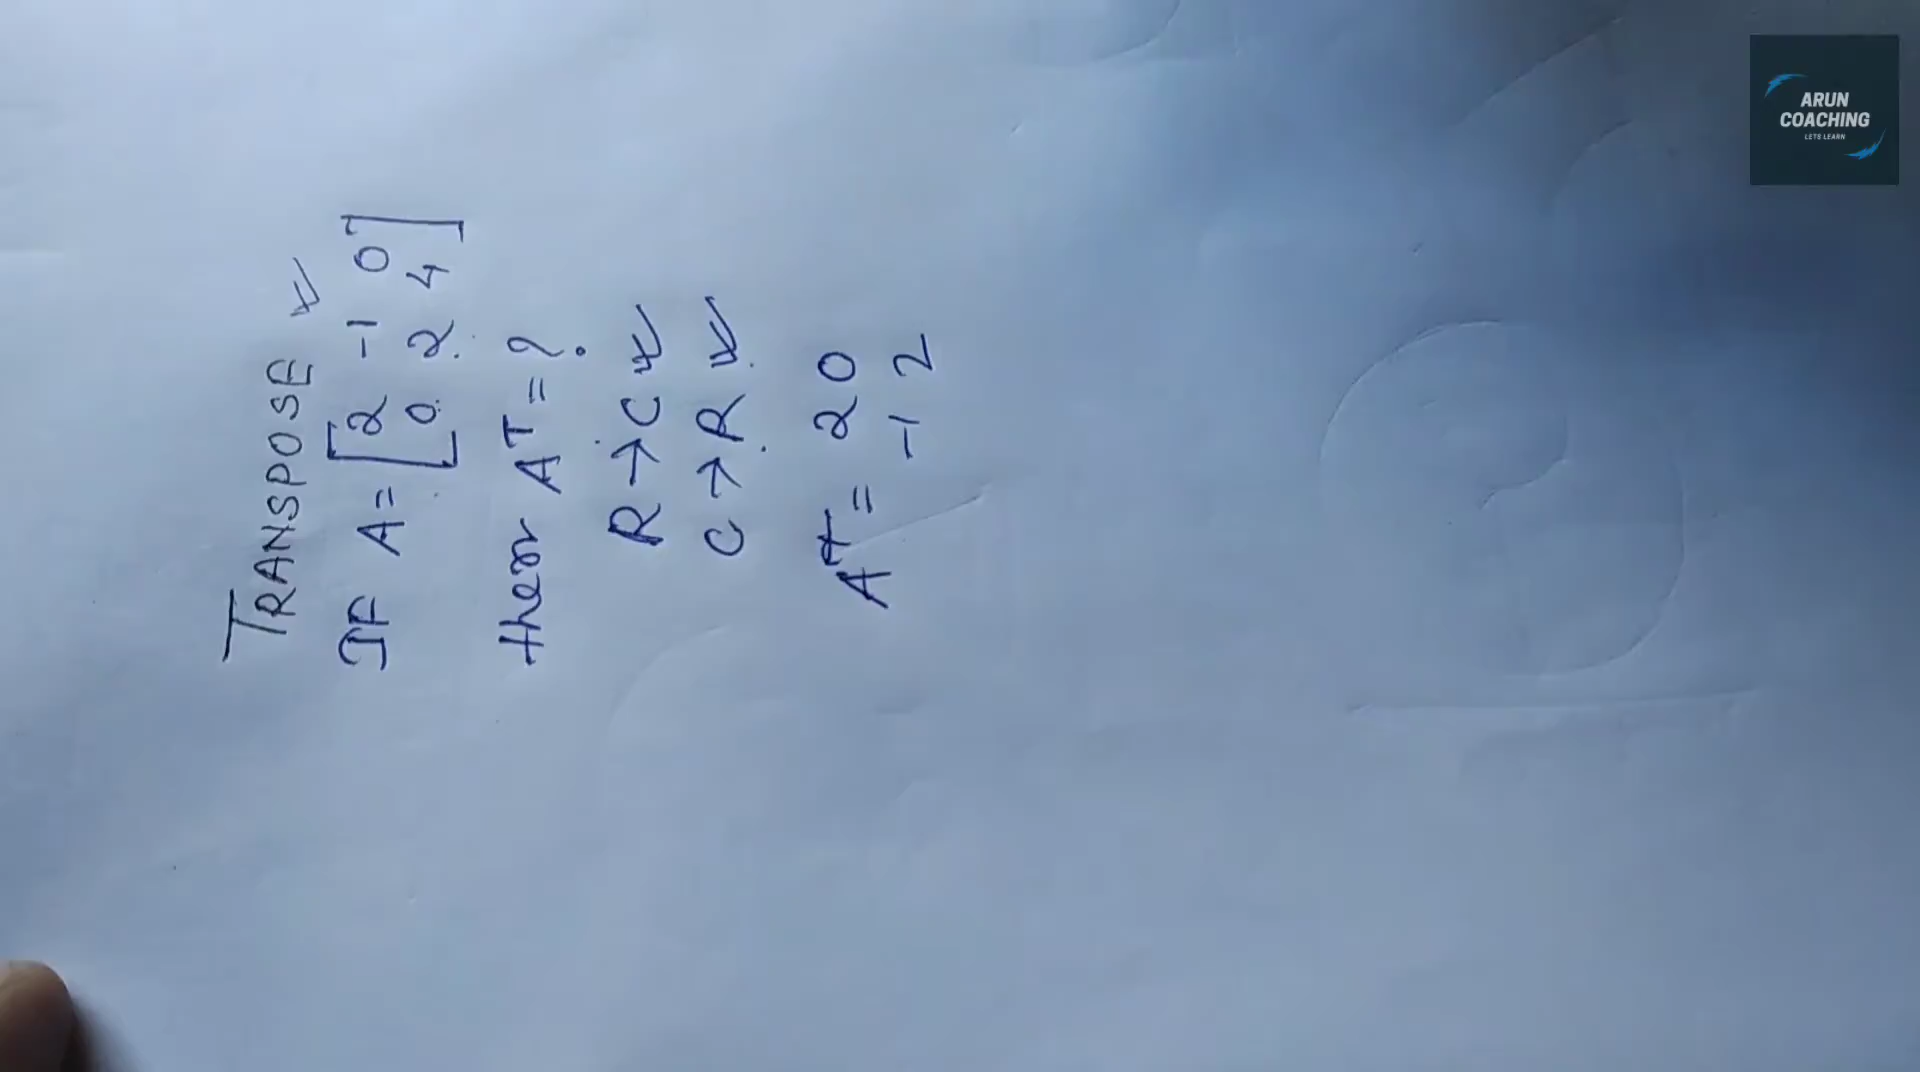 TRANSPOSE
IF A = [2 -1 0
0 2 4]
then A^T = ?
R → C
C → R
A^T = 2 0
-1 2
ARUN
COACHING
LETS LEARN